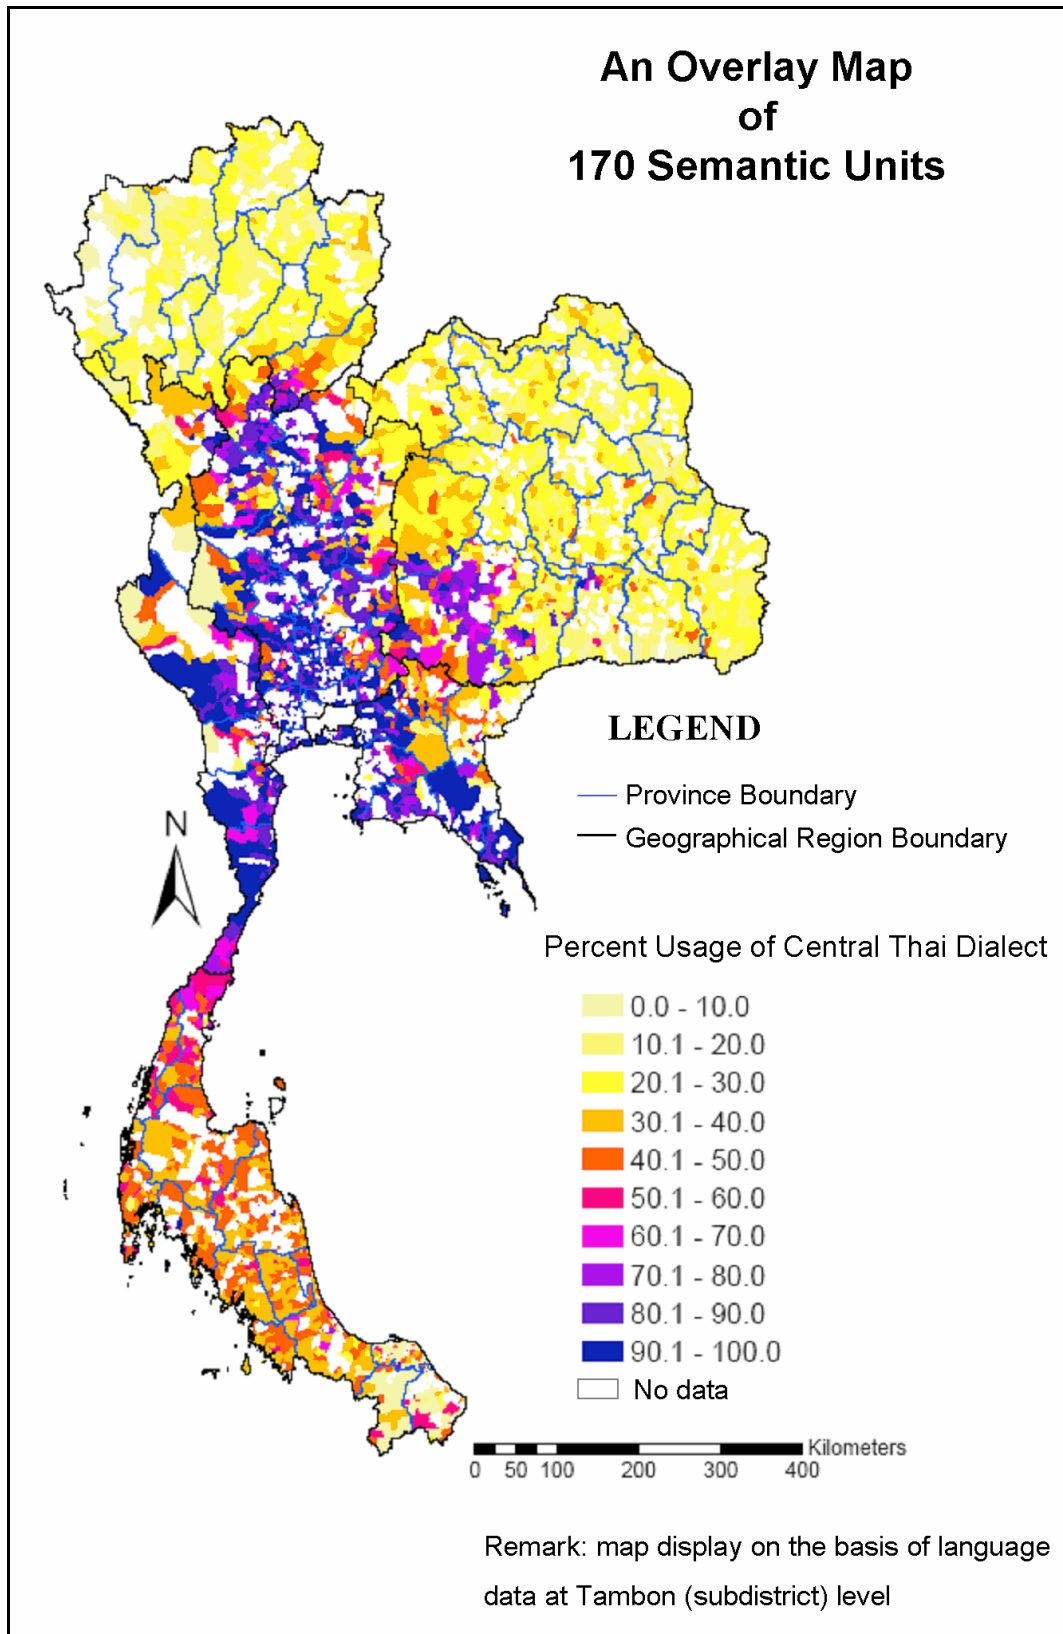 An Overlay Map
of
170 Semantic Units
N
LEGEND
Province Boundary
Geographical Region Boundary
Percent Usage of Central Thai Dialect
0.0 - 10.0
10.1 - 20.0
20.1 - 30.0
30.1 - 40.0
40.1 - 50.0
50.1 - 60.0
60.1 - 70.0
70.1 - 80.0
80.1 - 90.0
90.1 - 100.0
No data
Kilometers
0 50 100 200 300 400
Remark: map display on the basis of language
data at Tambon (subdistrict) level